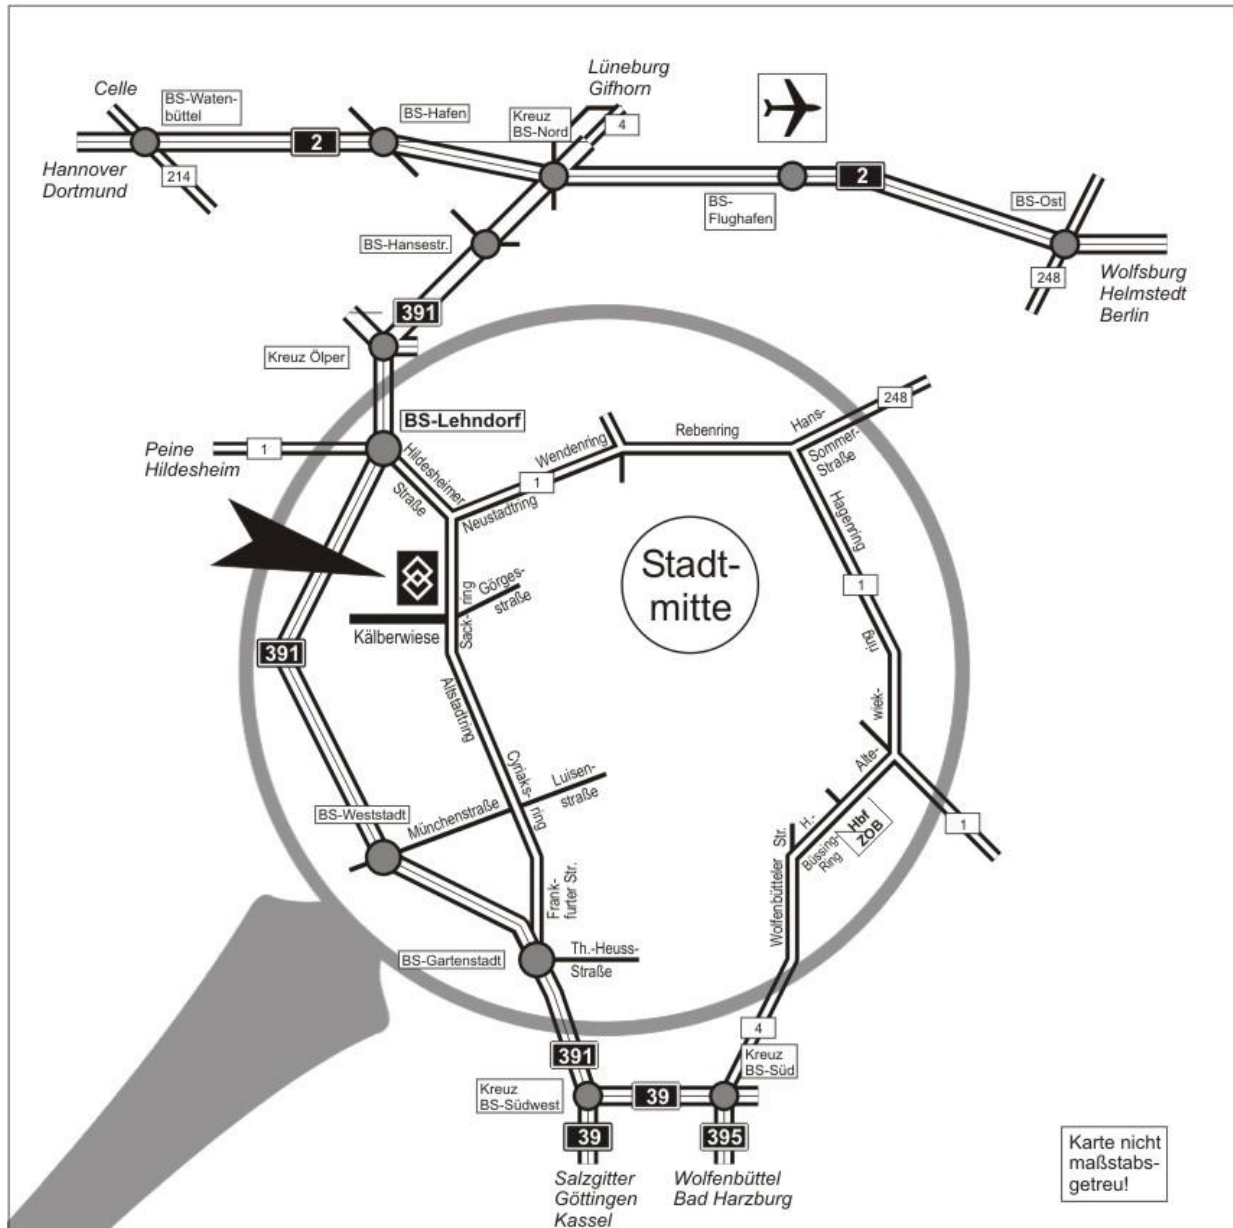 Lüneburg
Gifhorn
Celle
BS-Waten-
büttel
BS-Hafen
Kreuz
BS-Nord
4
2
Hannover
Dortmund
214
2
BS-
Flughafen
BS-Ost
BS-Hansestr.
248
Wolfsburg
Helmstedt
Berlin
391
Kreuz Ölper
BS-Lehndorf
Peine
Hildesheim
1
Hildesheimer
Straße
Wendenring
Rebenring
Hans-
Sommer-
Straße
248
1
Neustadtring
Hagenring
Stadt-
mitte
1
Sack-
ring
Görges-
straße
Kälberwiese
391
Altstadtring
ring
wiek-
Alte-
Cyriaks-
ring
Luisen-
straße
Münchenstraße
BS-Weststadt
1
Hbf
ZOB
H.-
Büssing-
Ring
Wolfenbütteler
Str.
Frank-
furter Str.
BS-Gartenstadt
Th.-Heuss-
Straße
4
391
Kreuz
BS-Süd
Kreuz
BS-Südwest
39
39
395
Salzgitter
Göttingen
Kassel
Wolfenbüttel
Bad Harzburg
Karte nicht
maßstabs-
getreu!